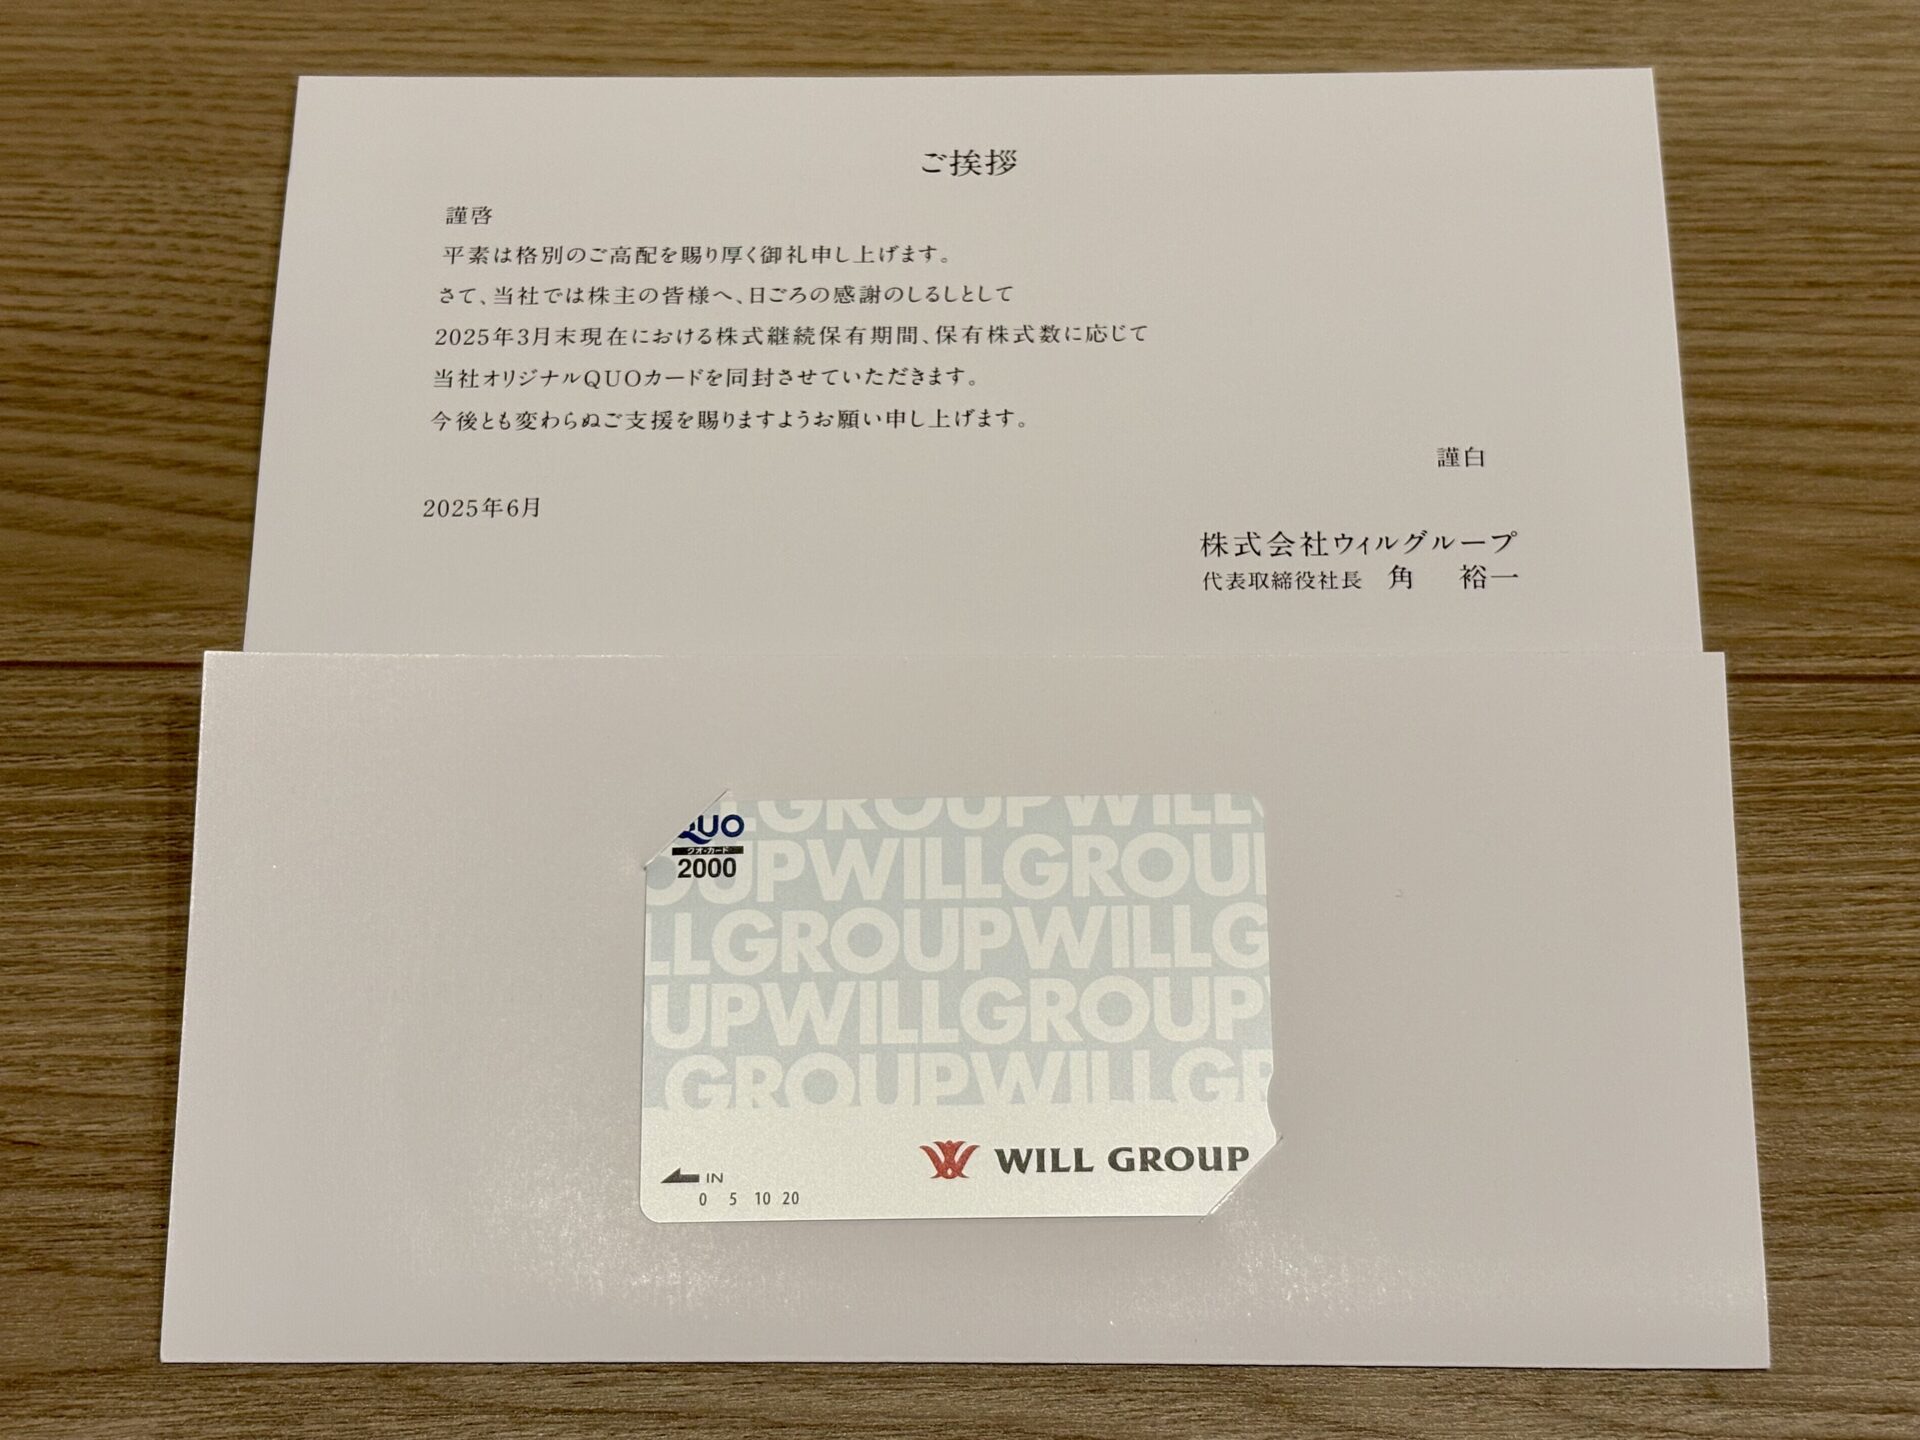 ご挨拶
謹啓
平素は格別のご高配を賜り厚く御礼申し上げます。
さて、当社では株主の皆様へ、日ごろの感謝のしるしとして
2025年3月末現在における株式継続保有期間、保有株式数に応じて
当社オリジナルQUOカードを同封させていただきます。
今後とも変わらぬご支援を賜りますようお願い申し上げます。
謹白
2025年6月
株式会社ウィルグループ
代表取締役社長 角 裕一
QUO
クオ・カード
2000
LGROUPWILL
OUPWILLGROU
LLGROUPWILLG
UPWILLGROUP
GROUPWILLGR
WILL GROUP
IN
0 5 10 20